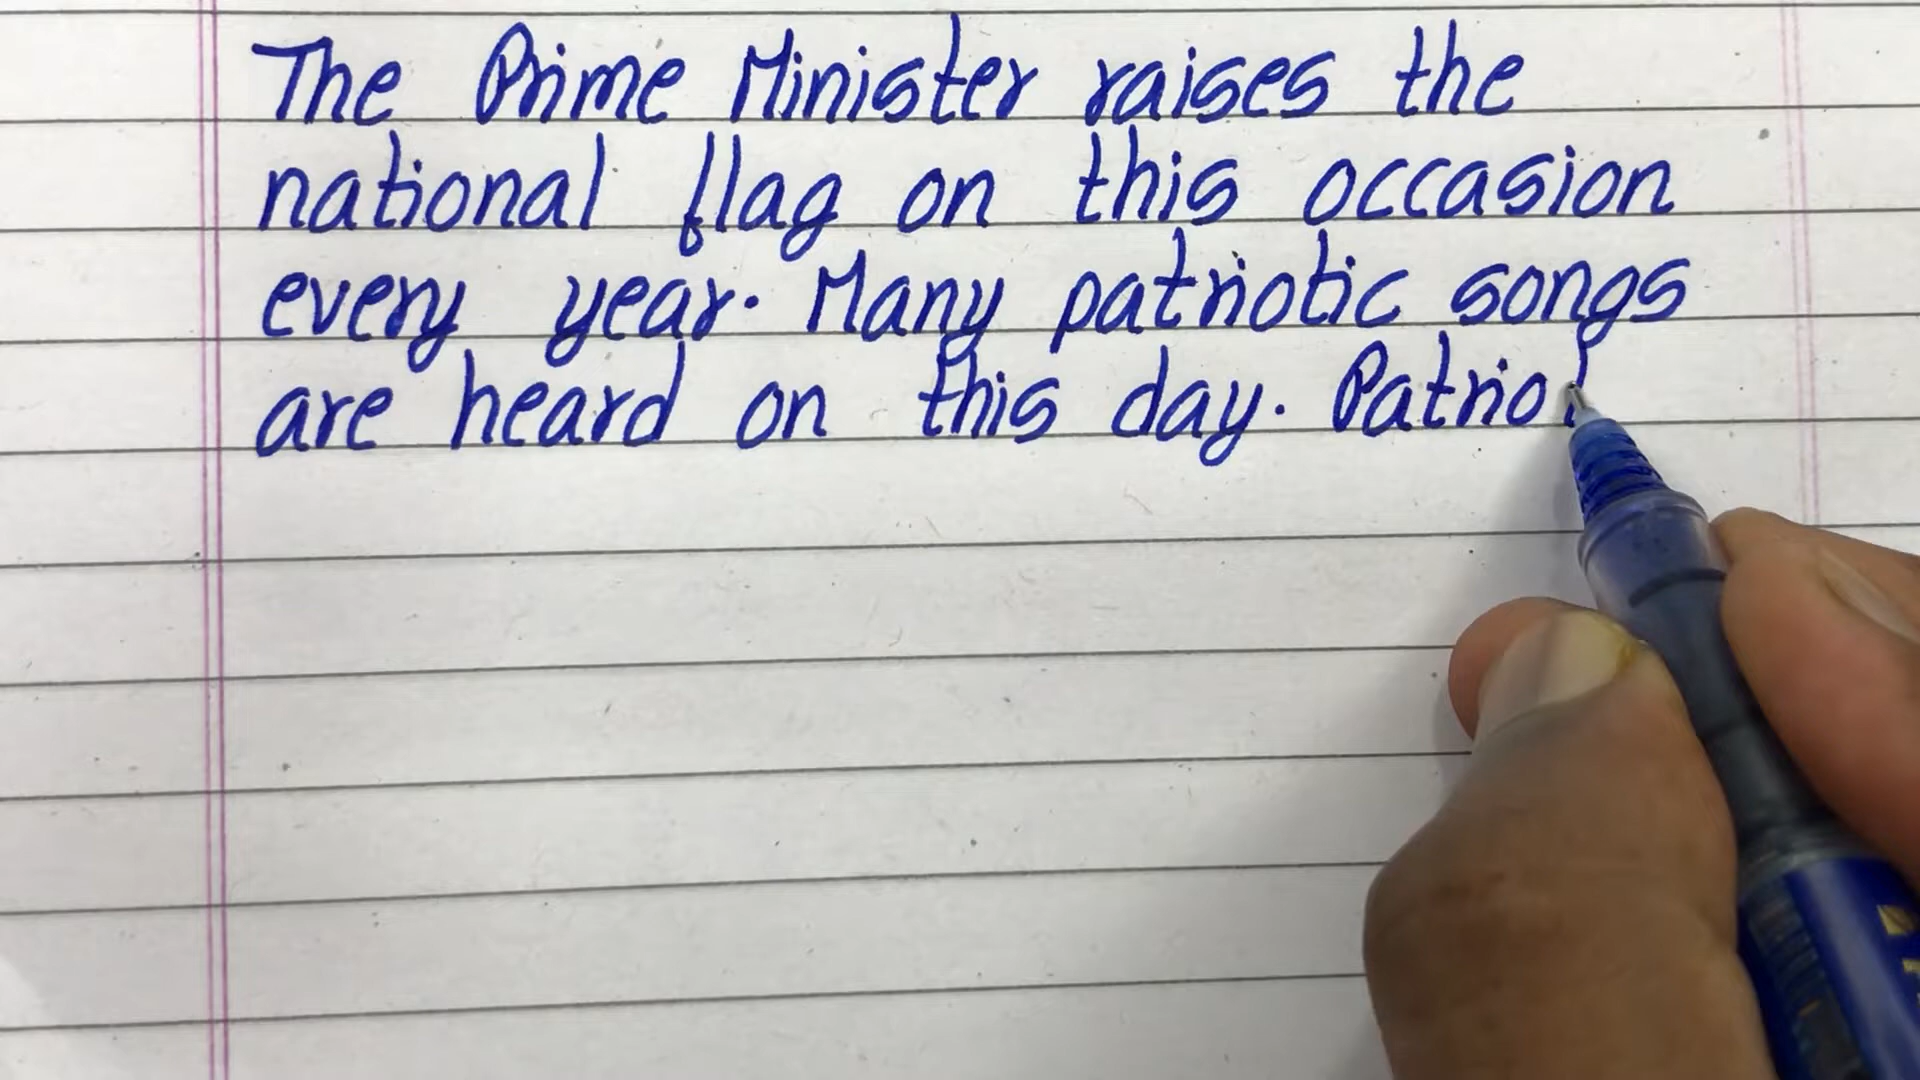 The Prime Minister raises the
national flag on this occasion
every year. Many patriotic songs
are heard on this day. Patriot